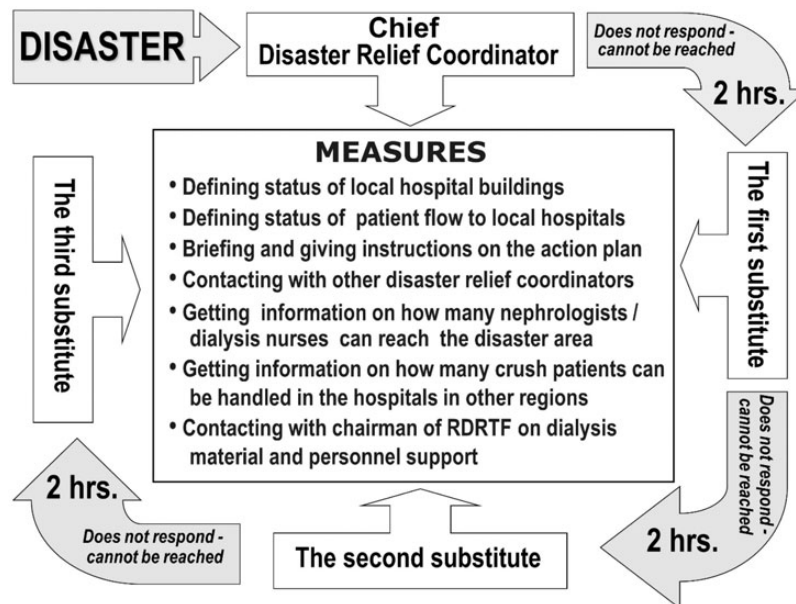 DISASTER
Chief
Disaster Relief Coordinator
Does not respond -
cannot be reached
2 hrs.
The first substitute
Does not respond -
cannot be reached
2 hrs.
The second substitute
Does not respond -
cannot be reached
2 hrs.
The third substitute
MEASURES
• Defining status of local hospital buildings
• Defining status of patient flow to local hospitals
• Briefing and giving instructions on the action plan
• Contacting with other disaster relief coordinators
• Getting information on how many nephrologists /
dialysis nurses can reach the disaster area
• Getting information on how many crush patients can
be handled in the hospitals in other regions
• Contacting with chairman of RDRTF on dialysis
material and personnel support